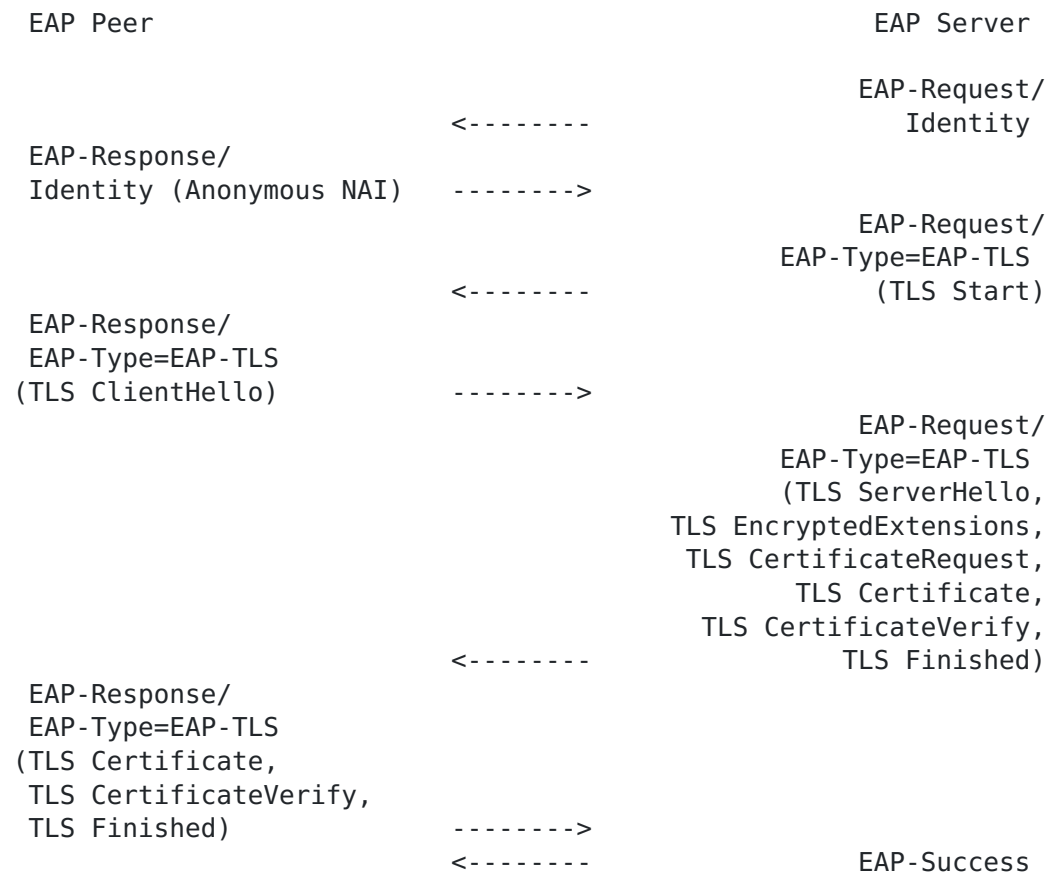 EAP Peer EAP Server
EAP-Request/
<-------- Identity
EAP-Response/
Identity (Anonymous NAI) -------->
EAP-Request/
EAP-Type=EAP-TLS
<-------- (TLS Start)
EAP-Response/
EAP-Type=EAP-TLS
(TLS ClientHello) -------->
EAP-Request/
EAP-Type=EAP-TLS
(TLS ServerHello,
TLS EncryptedExtensions,
TLS CertificateRequest,
TLS Certificate,
TLS CertificateVerify,
<-------- TLS Finished)
EAP-Response/
EAP-Type=EAP-TLS
(TLS Certificate,
TLS CertificateVerify,
TLS Finished) -------->
<-------- EAP-Success